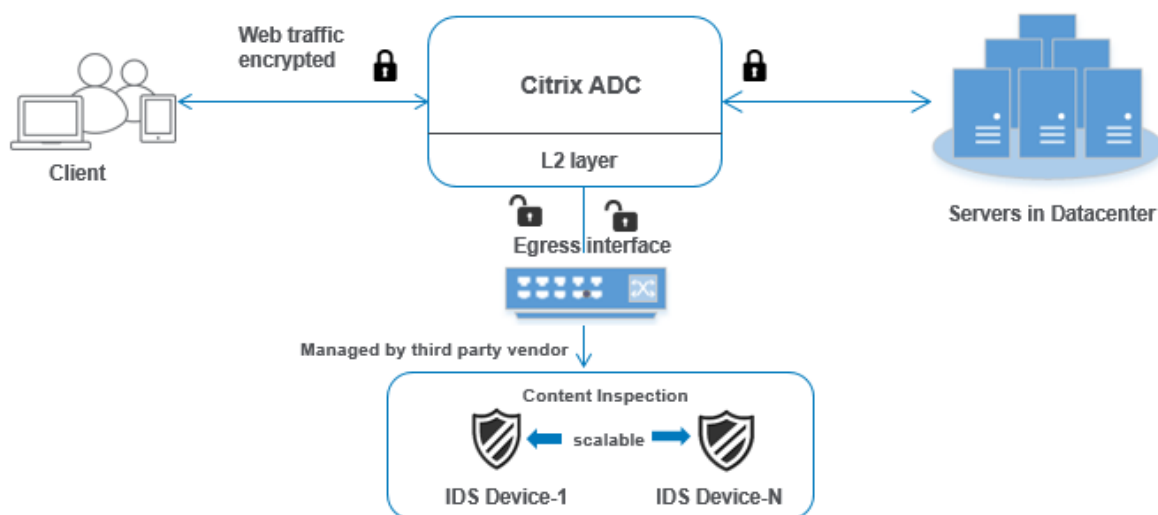 Web traffic
encrypted
Citrix ADC
L2 layer
Client
Servers in Datacenter
Egress interface
Managed by third party vendor
Content Inspection
scalable
IDS Device-1
IDS Device-N